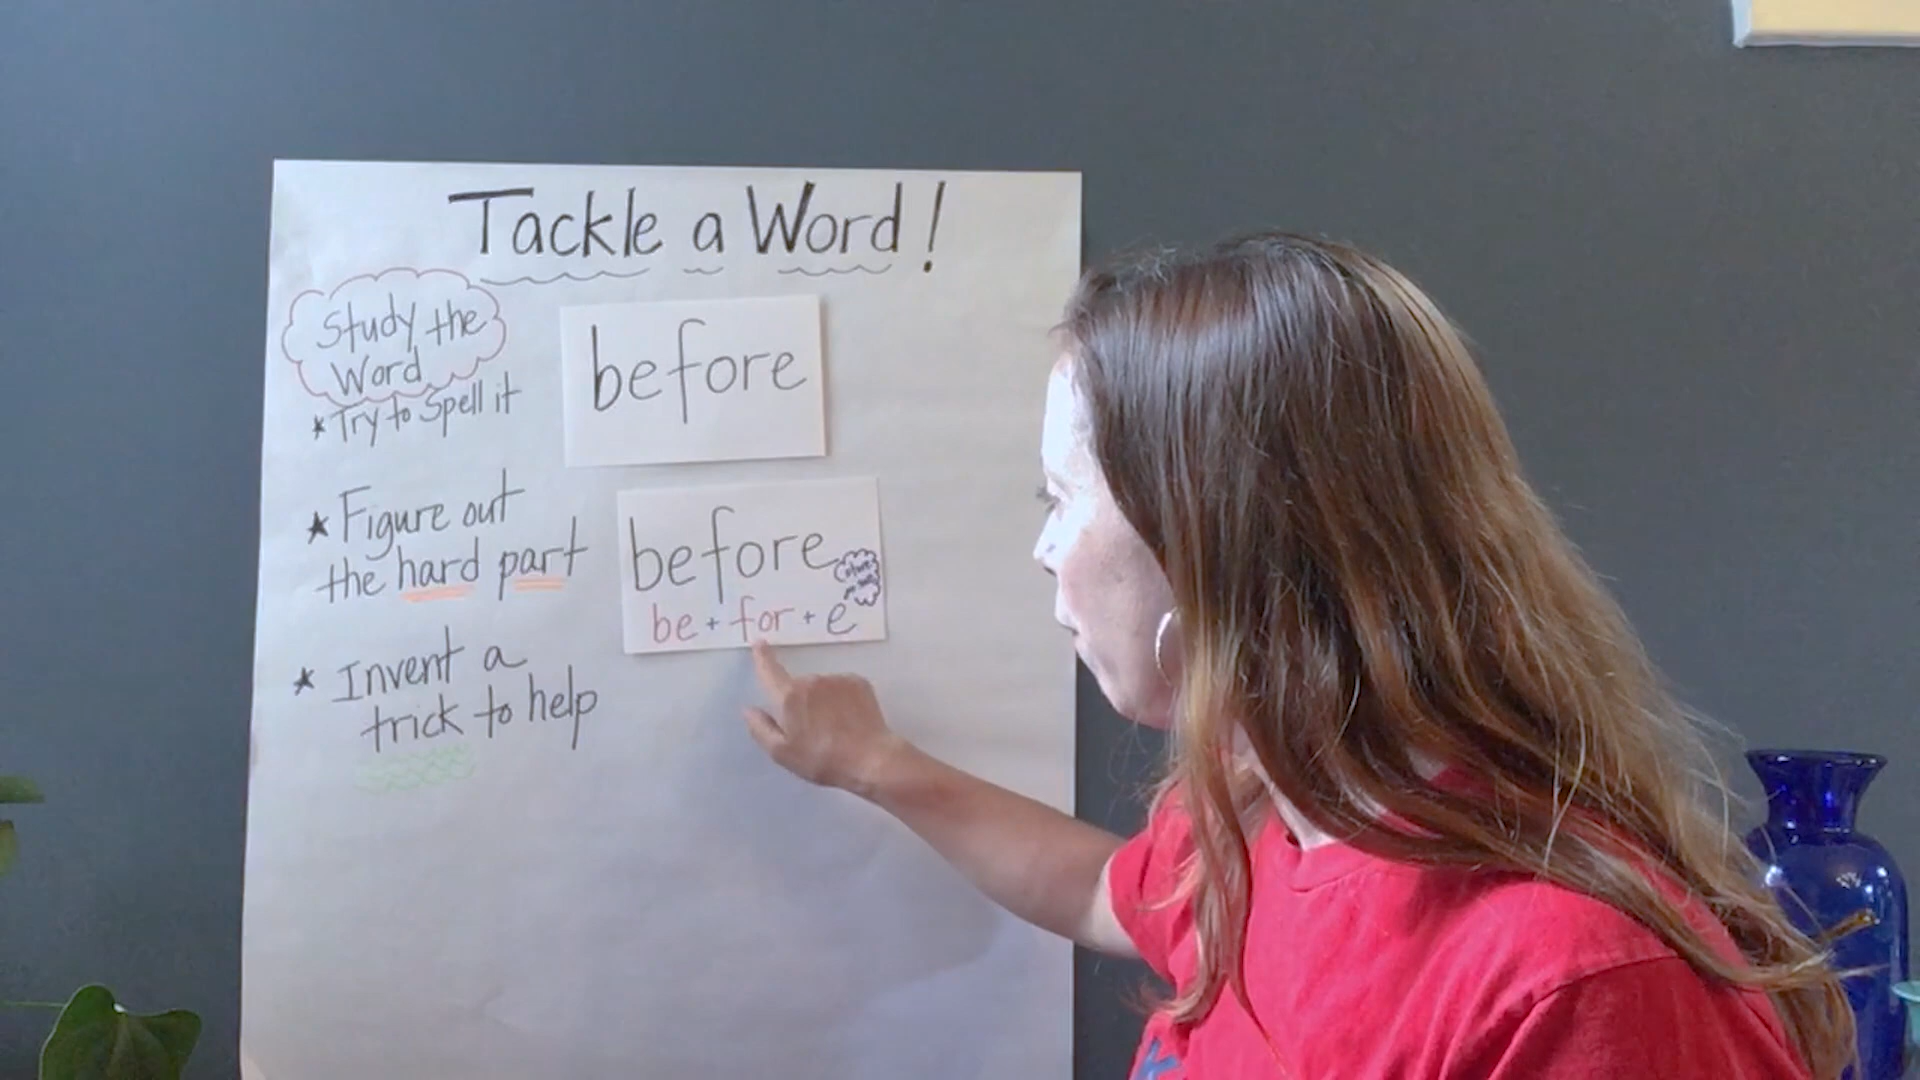 Tackle a Word!
Study the
Word
* Try to Spell it
before
★ Figure out
the hard part
before
be + for + e
★ Invent a
trick to help